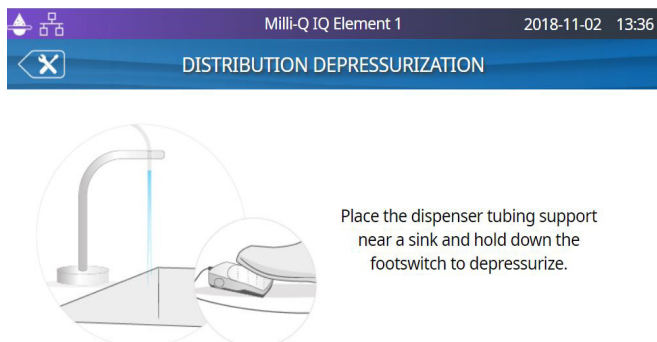 Milli-Q IQ Element 1 2018-11-02 13:36
DISTRIBUTION DEPRESSURIZATION
Place the dispenser tubing support
near a sink and hold down the
footswitch to depressurize.